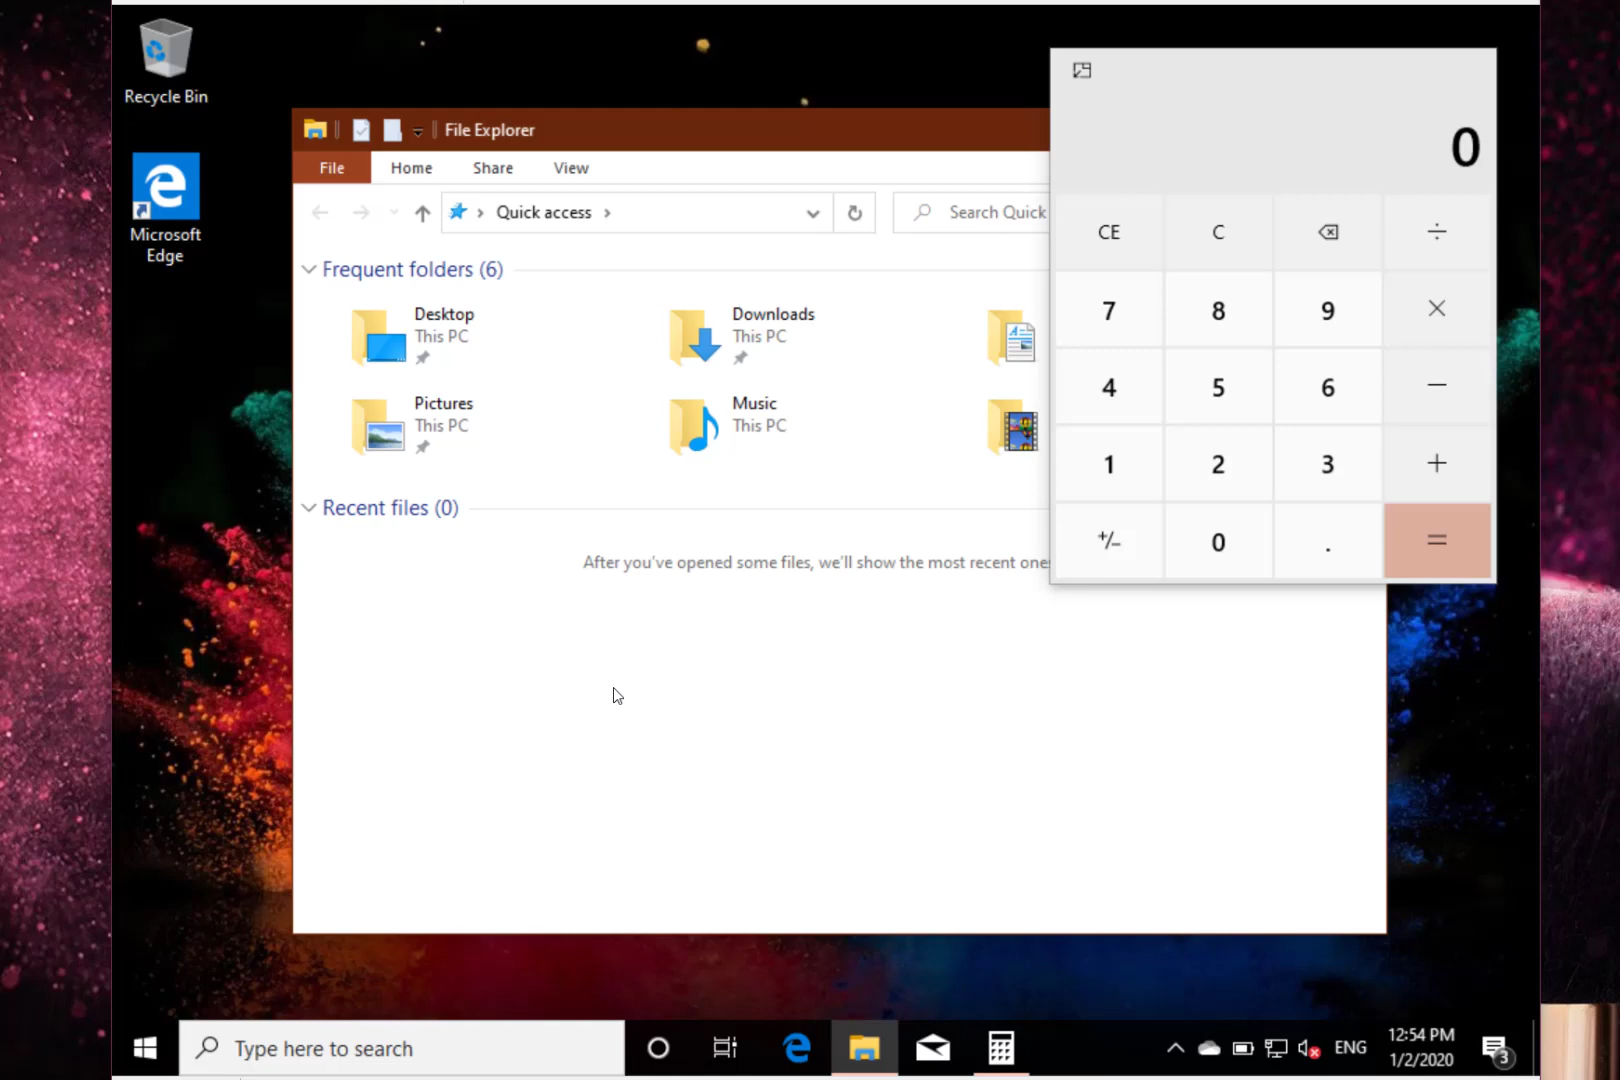 Recycle Bin
Microsoft
Edge
File Explorer
File
Home
Share
View
Quick access
Search Quick
Frequent folders (6)
Desktop
This PC
Downloads
This PC
Pictures
This PC
Music
This PC
Recent files (0)
After you've opened some files, we'll show the most recent one
0
CE
C
÷
7
8
9
×
4
5
6
−
1
2
3
+
+/−
0
.
=
Type here to search
ENG
12:54 PM
1/2/2020
3